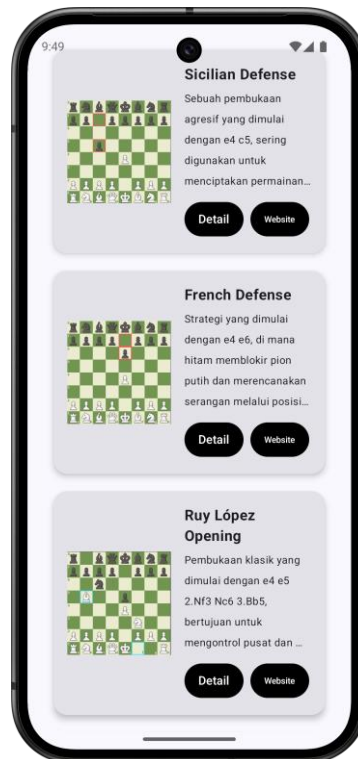 9:49
Sicilian Defense
Sebuah pembukaan
agresif yang dimulai
dengan e4 c5, sering
digunakan untuk
menciptakan permainan…
Detail
Website
French Defense
Strategi yang dimulai
dengan e4 e6, di mana
hitam memblokir pion
putih dan merencanakan
serangan melalui posisi…
Detail
Website
Ruy López
Opening
Pembukaan klasik yang
dimulai dengan e4 e5
2.Nf3 Nc6 3.Bb5,
bertujuan untuk
mengontrol pusat dan …
Detail
Website